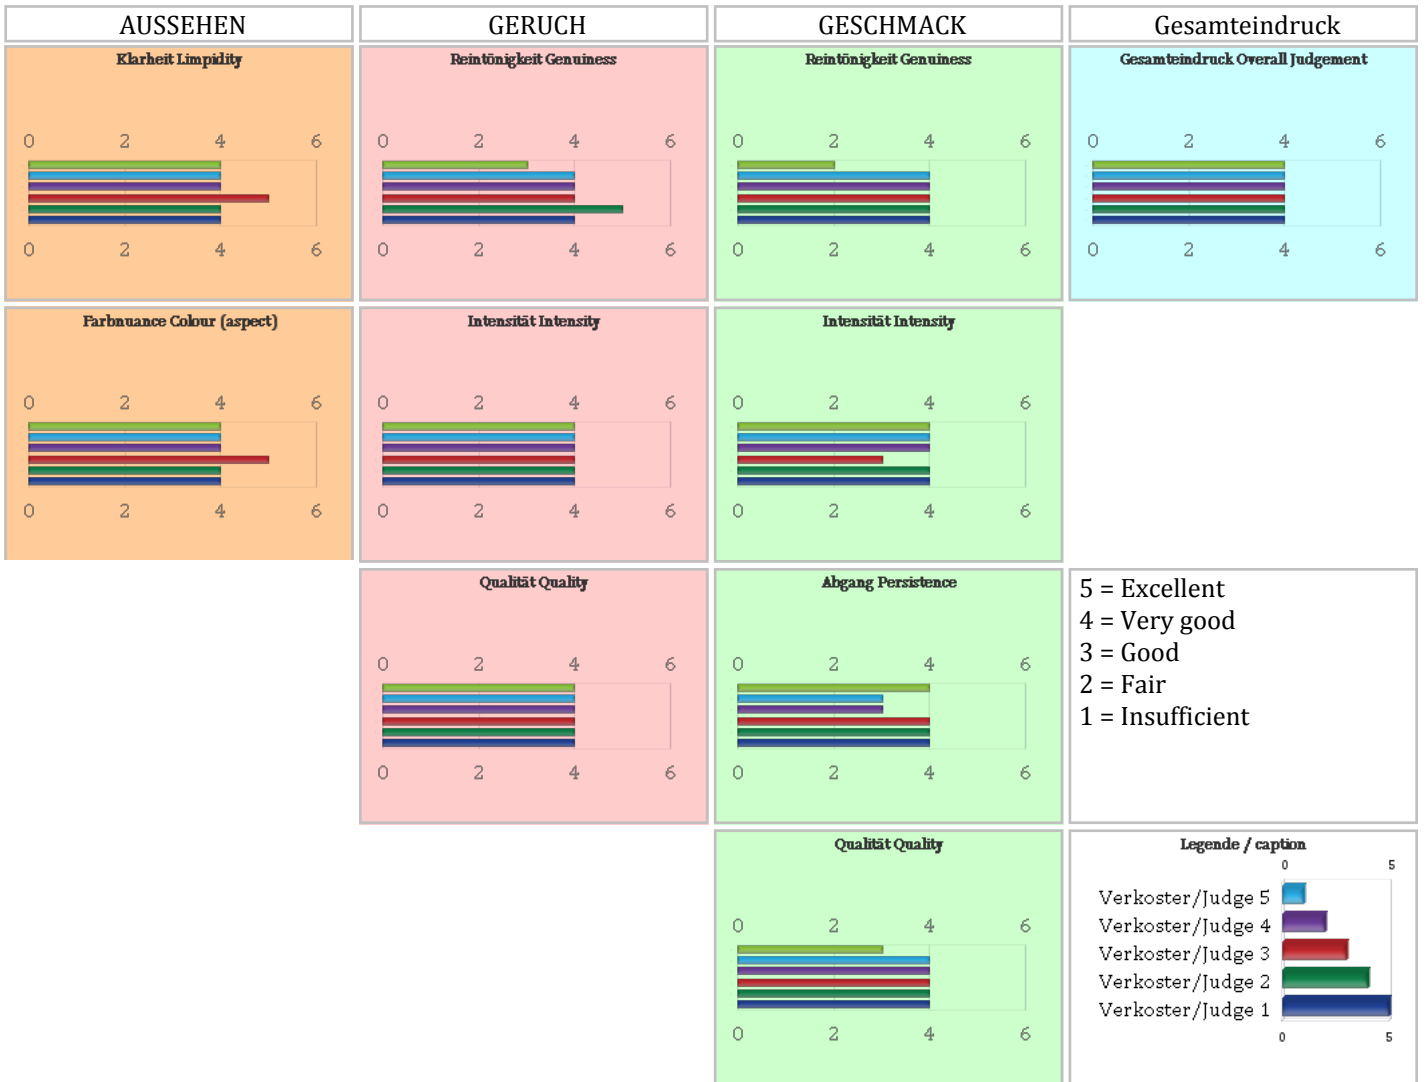 AUSSEHEN
GERUCH
GESCHMACK
Gesamteindruck
Klarheit Limpidity
0 2 4 6
0 2 4 6
Reintönigkeit Genuiness
0 2 4 6
0 2 4 6
Reintönigkeit Genuiness
0 2 4 6
0 2 4 6
Gesamteindruck Overall Judgement
0 2 4 6
0 2 4 6
Farbnuance Colour (aspect)
0 2 4 6
0 2 4 6
Intensität Intensity
0 2 4 6
0 2 4 6
Intensität Intensity
0 2 4 6
0 2 4 6
Qualität Quality
0 2 4 6
0 2 4 6
Abgang Persistence
0 2 4 6
0 2 4 6
5 = Excellent
4 = Very good
3 = Good
2 = Fair
1 = Insufficient
Qualität Quality
0 2 4 6
0 2 4 6
Legende / caption
0 5
Verkoster/Judge 5
Verkoster/Judge 4
Verkoster/Judge 3
Verkoster/Judge 2
Verkoster/Judge 1
0 5